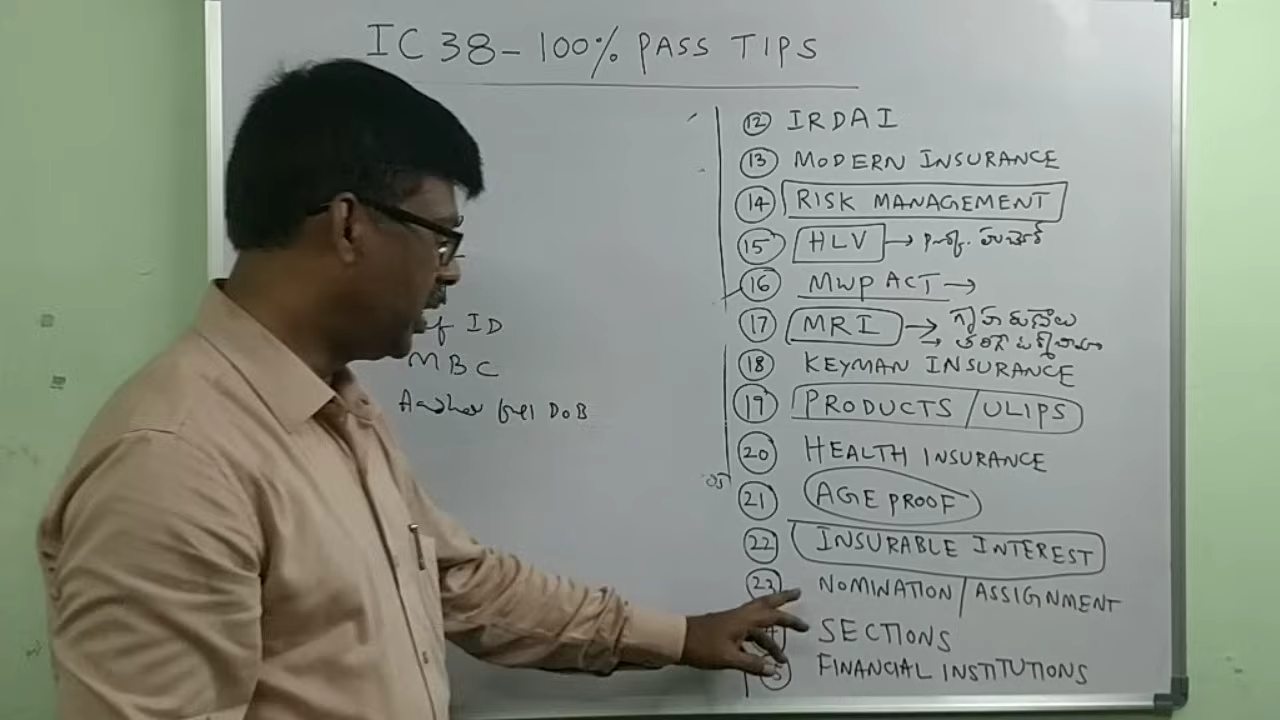 IC 38 - 100% PASS TIPS
ID
MBC
DOB
12 IRDAI
13 MODERN INSURANCE
14 RISK MANAGEMENT
15 HLV → Prof.
16 MWP ACT →
17 MRI →
→
18 KEYMAN INSURANCE
19 PRODUCTS / ULIPS
20 HEALTH INSURANCE
21 AGE PROOF
22 INSURABLE INTEREST
23 NOMINATION / ASSIGNMENT
SECTIONS
FINANCIAL INSTITUTIONS